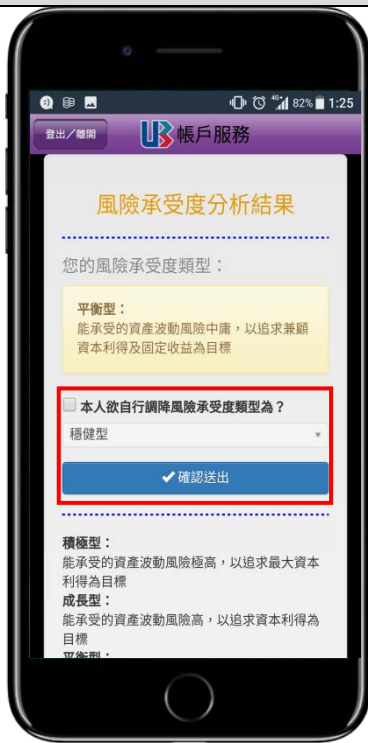 4G 82% 1:25
登出／離開 UB 帳戶服務
風險承受度分析結果
您的風險承受度類型：
平衡型：
能承受的資產波動風險中庸，以追求兼顧
資本利得及固定收益為目標
本人欲自行調降風險承受度類型為？
穩健型
確認送出
積極型：
能承受的資產波動風險極高，以追求最大資本
利得為目標
成長型：
能承受的資產波動風險高，以追求資本利得為
目標
平衡型：